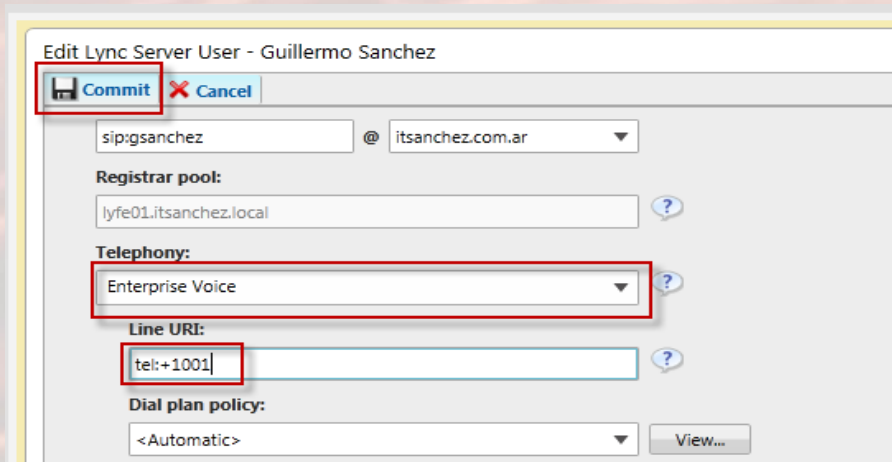 Edit Lync Server User - Guillermo Sanchez
Commit Cancel
sip:gsanchez @ itsanchez.com.ar
Registrar pool:
lyfe01.itsanchez.local ?
Telephony:
Enterprise Voice ?
Line URI:
tel:+1001 ?
Dial plan policy:
<Automatic> View...